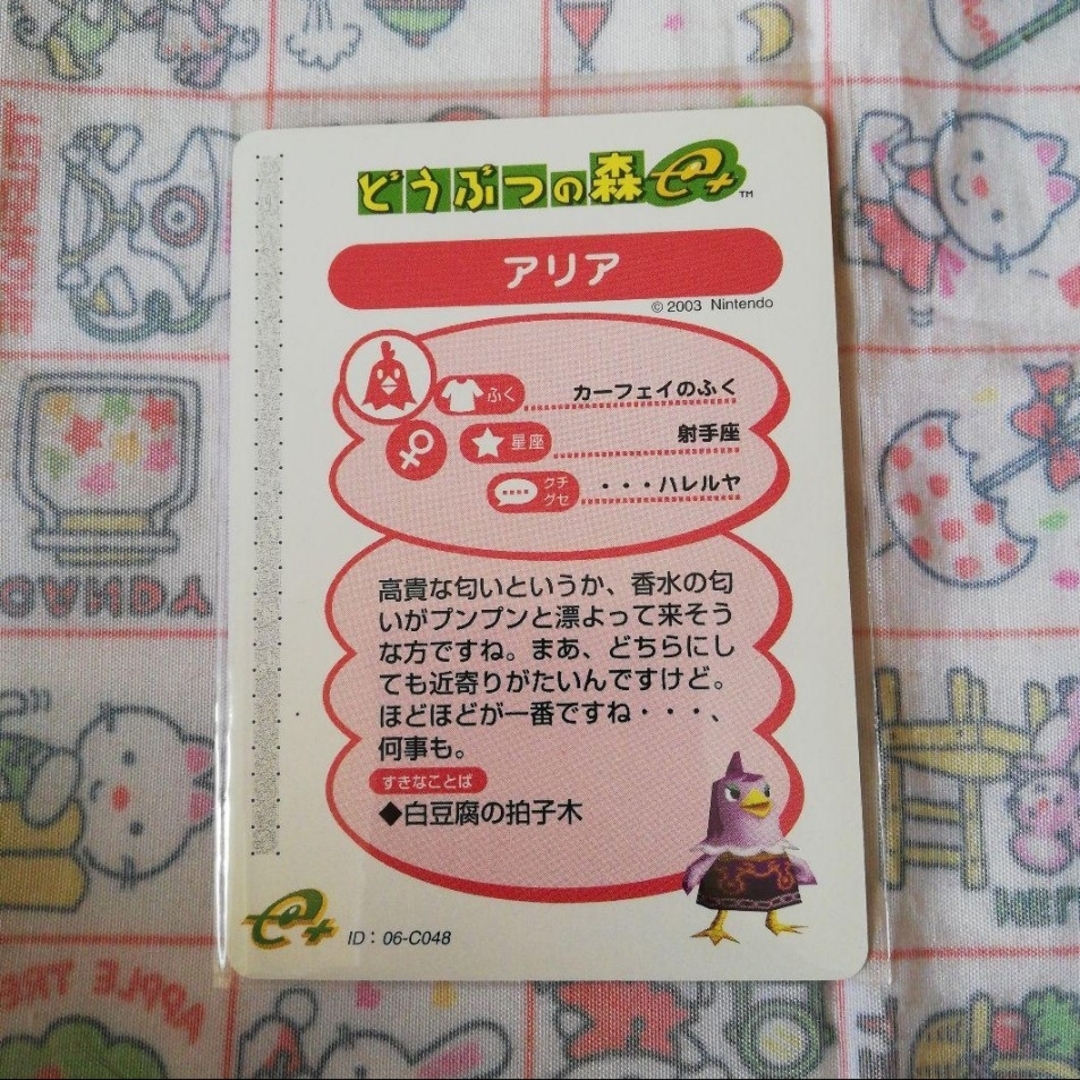 どうぶつの森e+™
アリア
© 2003 Nintendo
ふく カーフェイのふく
星座 射手座
クチグセ ・・・ハレルヤ
高貴な匂いというか、香水の匂
いがプンプンと漂よって来そう
な方ですね。まあ、どちらにし
ても近寄りがたいんですけど。
ほどほどが一番ですね・・・、
何事も。
すきなことば
◆白豆腐の拍子木
e+ ID：06-C048
LEMON
APPLE TRE